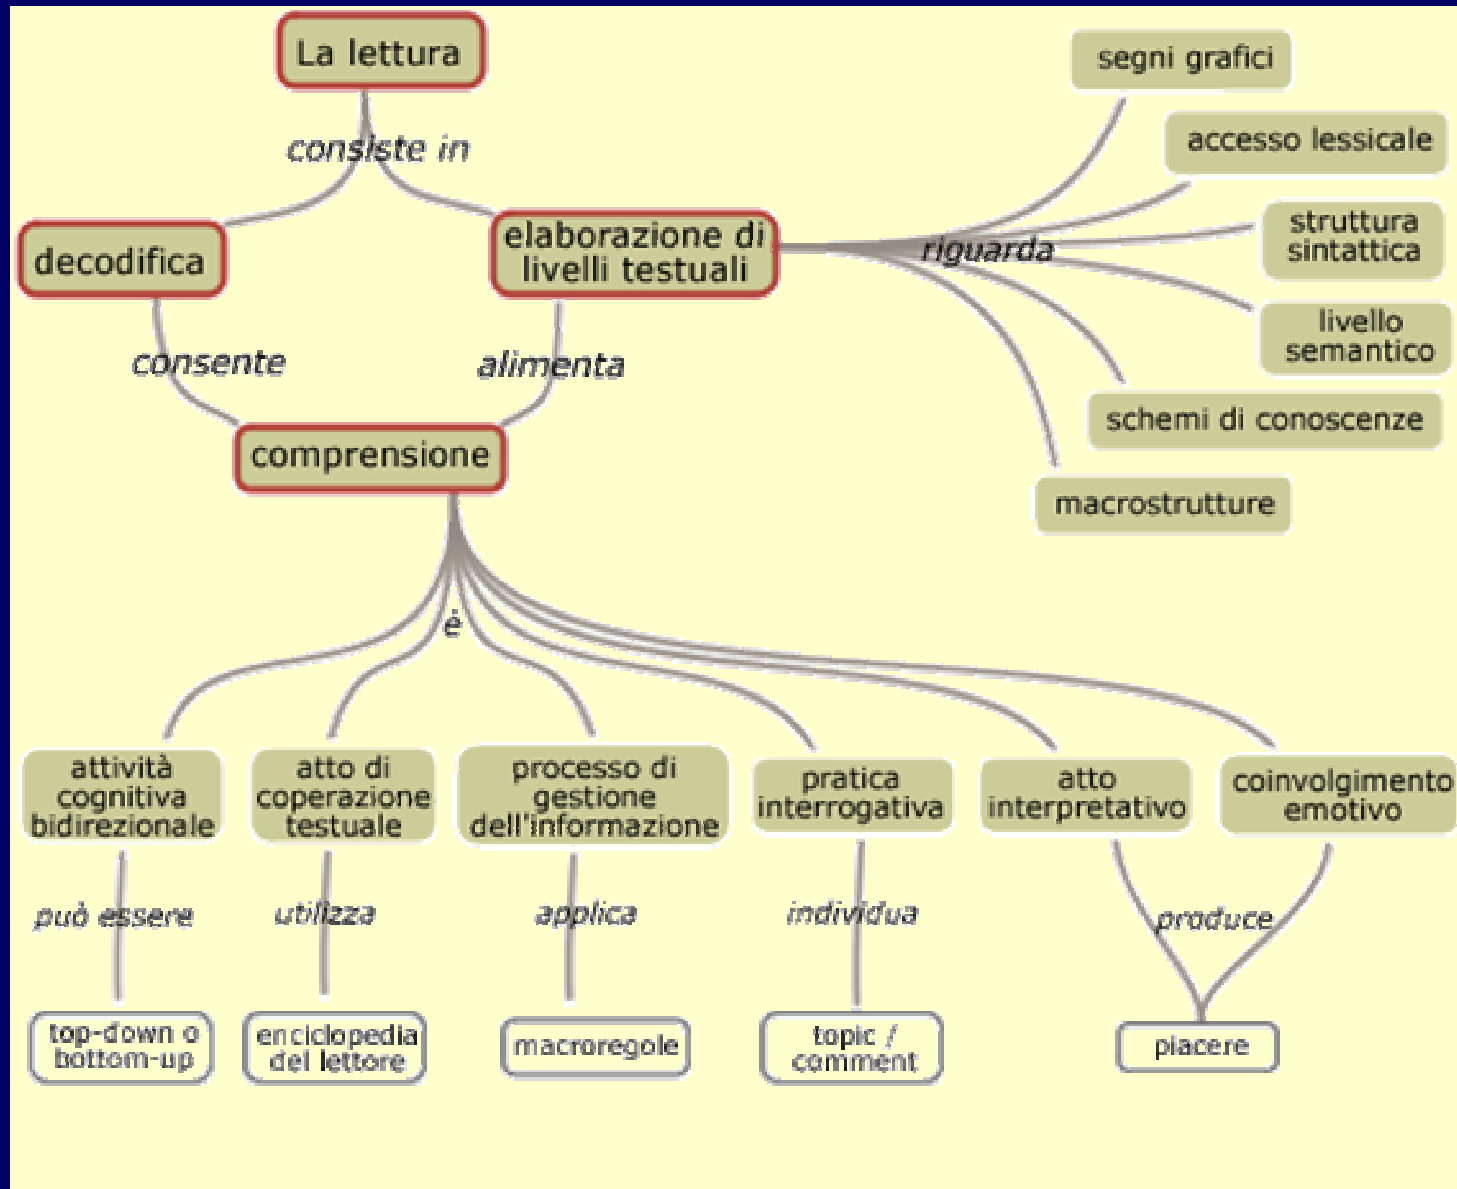 La lettura
consiste in
decodifica
elaborazione di
livelli testuali
riguarda
segni grafici
accesso lessicale
struttura
sintattica
livello
semantico
schemi di conoscenze
macrostrutture
consente
alimenta
comprensione
è
attività
cognitiva
bidirezionale
atto di
coperazione
testuale
processo di
gestione
dell'informazione
pratica
interrogativa
atto
interpretativo
coinvolgimento
emotivo
può essere
utilizza
applica
individua
produce
top-down o
bottom-up
enciclopedia
del lettore
macroregole
topic /
comment
piacere